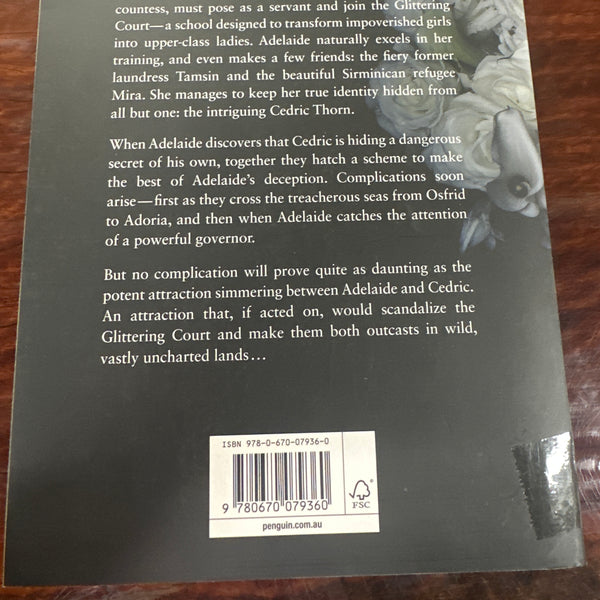 countess, must pose as a servant and join the Glittering
Court—a school designed to transform impoverished girls
into upper-class ladies. Adelaide naturally excels in her
training, and even makes a few friends: the fiery former
laundress Tamsin and the beautiful Sirminican refugee
Mira. She manages to keep her true identity hidden from
all but one: the intriguing Cedric Thorn.
When Adelaide discovers that Cedric is hiding a dangerous
secret of his own, together they hatch a scheme to make
the best of Adelaide's deception. Complications soon
arise—first as they cross the treacherous seas from Osfrid
to Adoria, and then when Adelaide catches the attention
of a powerful governor.
But no complication will prove quite as daunting as the
potent attraction simmering between Adelaide and Cedric.
An attraction that, if acted on, would scandalize the
Glittering Court and make them both outcasts in wild,
vastly uncharted lands…
ISBN 978-0-670-07936-0
9 780670 079360
FSC
penguin.com.au